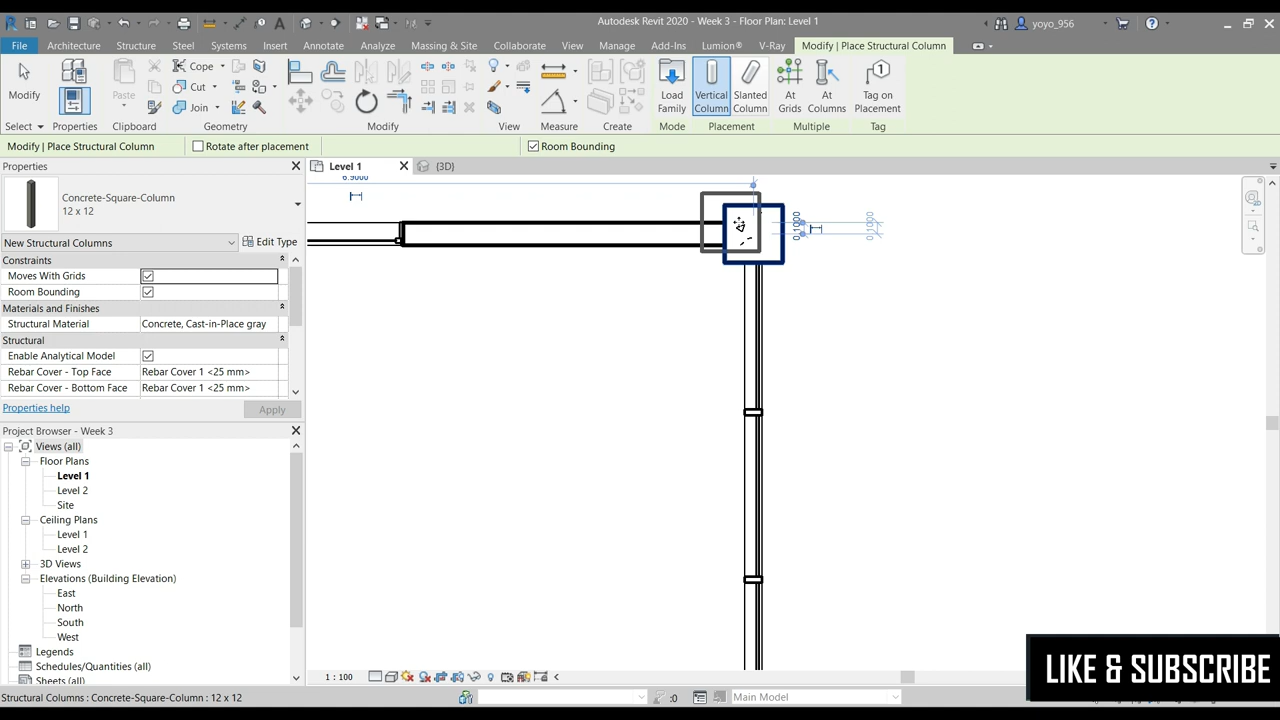 Autodesk Revit 2020 - Week 3 - Floor Plan: Level 1
yoyo_956
File Architecture Structure Steel Systems Insert Annotate Analyze Massing & Site Collaborate View Manage Add-Ins Lumion® V-Ray Modify | Place Structural Column
Modify
Properties
Paste
Cope
Cut
Join
Load Family
Vertical Column
Slanted Column
At Grids
At Columns
Tag on Placement
Select Properties Clipboard Geometry Modify View Measure Create Mode Placement Multiple Tag
Modify | Place Structural Column Rotate after placement Room Bounding
Properties
Level 1
{3D}
6.9000
0.1000
0.1000
Concrete-Square-Column
12 x 12
New Structural Columns Edit Type
Constraints
Moves With Grids
Room Bounding
Materials and Finishes
Structural Material Concrete, Cast-in-Place gray
Structural
Enable Analytical Model
Rebar Cover - Top Face Rebar Cover 1 <25 mm>
Rebar Cover - Bottom Face Rebar Cover 1 <25 mm>
Properties help Apply
Project Browser - Week 3
Views (all)
Floor Plans
Level 1
Level 2
Site
Ceiling Plans
Level 1
Level 2
3D Views
Elevations (Building Elevation)
East
North
South
West
Legends
Schedules/Quantities (all)
Sheets (all)
1 : 100
LIKE & SUBSCRIBE
Structural Columns : Concrete-Square-Column : 12 x 12 :0 Main Model